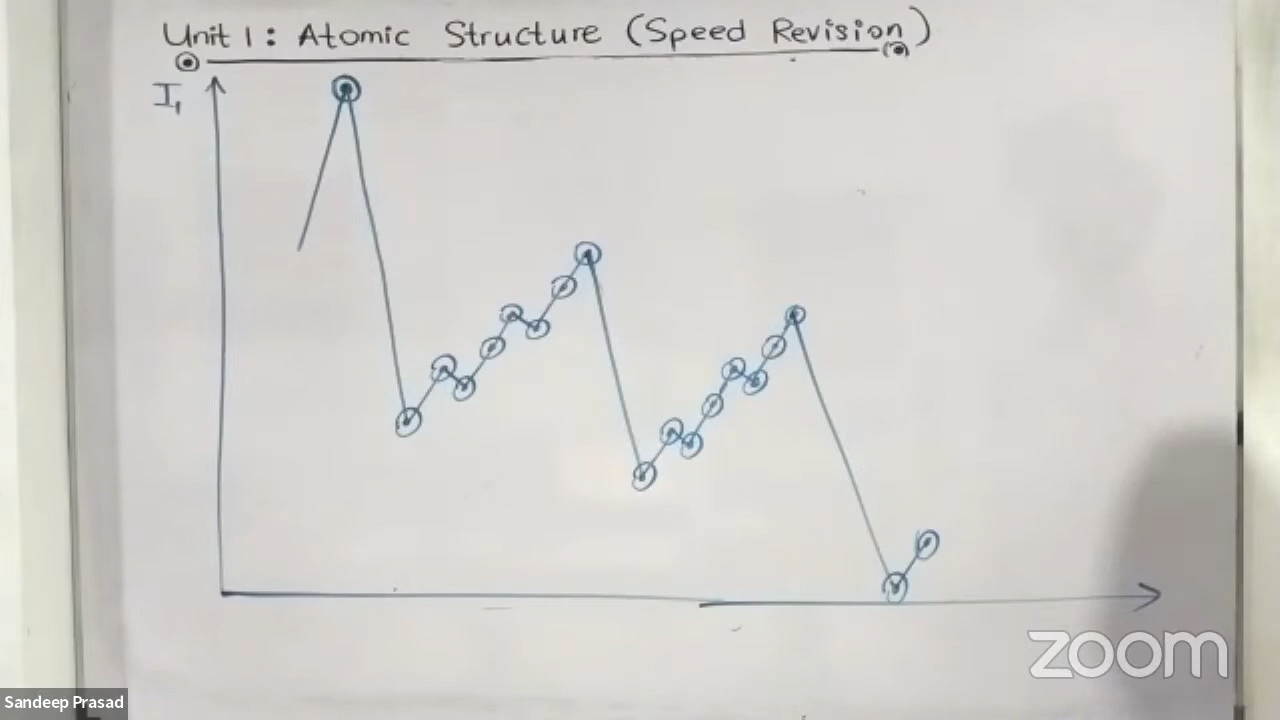 Unit 1: Atomic Structure (Speed Revision)
I₁
zoom
Sandeep Prasad